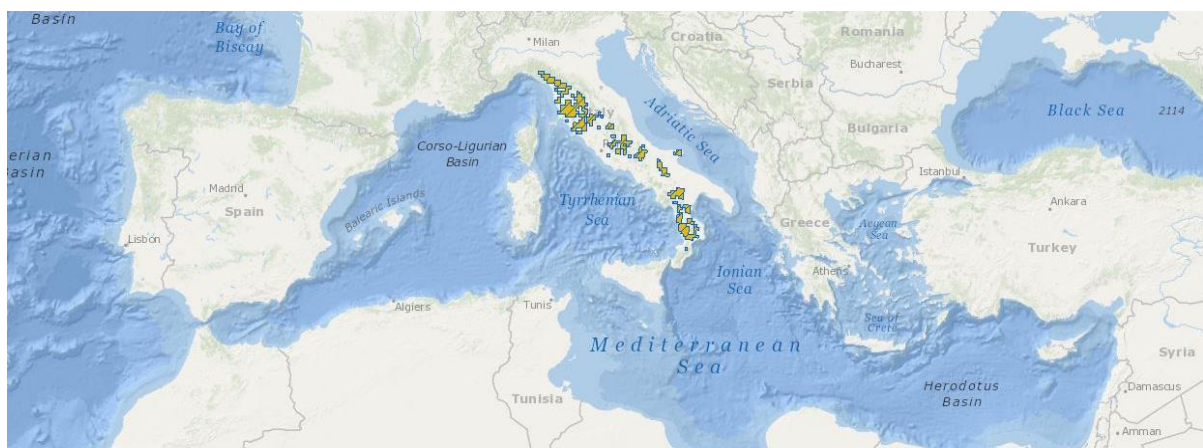 Basin
Bay of
Biscay
Milan
Croatia
Romania
Bucharest
Serbia
Black Sea
2114
Adriatic Sea
Bulgaria
Corso-Ligurian
Basin
Istanbul
Madrid
Spain
Balearic Islands
Tyrrhenian
Sea
Ankara
Greece
Aegean
Sea
Turkey
Lisbon
Ionian
Sea
Athens
Algiers
Tunis
Sea of
Crete
Mediterranean
Sea
Syria
Herodotus
Basin
Damascus
Tunisia
Amman